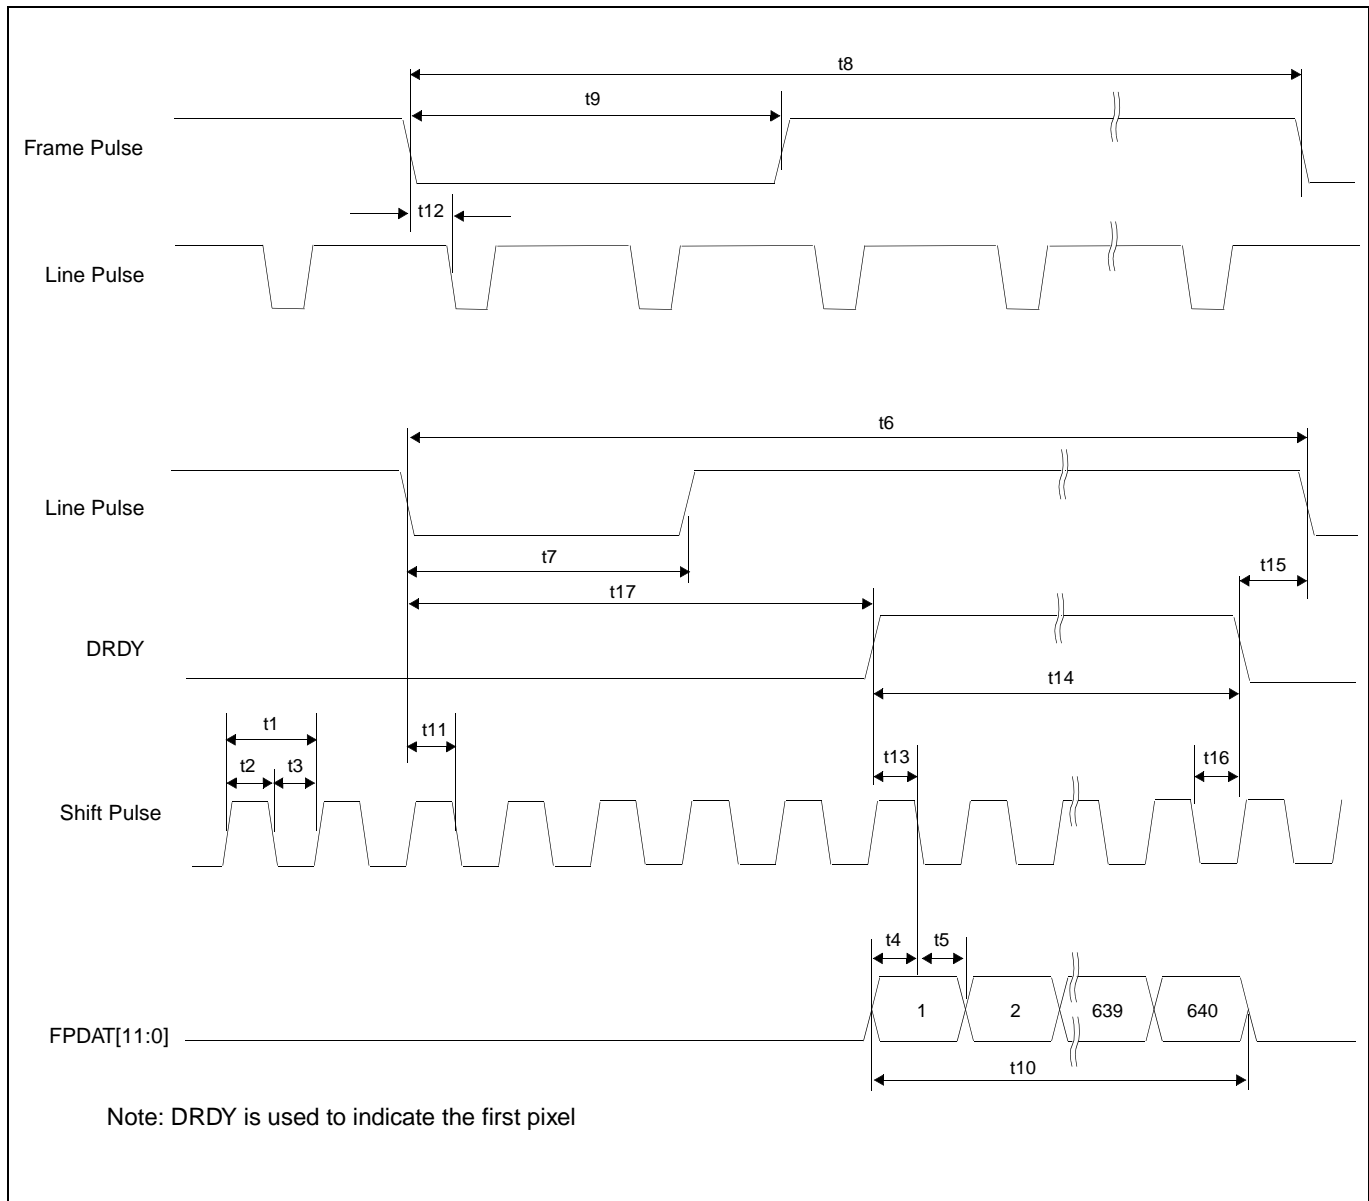 t8
t9
Frame Pulse
t12
Line Pulse
t6
Line Pulse
t7
t15
t17
DRDY
t14
t1
t11
t13
t16
t2 t3
Shift Pulse
t4 t5
1 2 639 640
FPDAT[11:0]
t10
Note: DRDY is used to indicate the first pixel